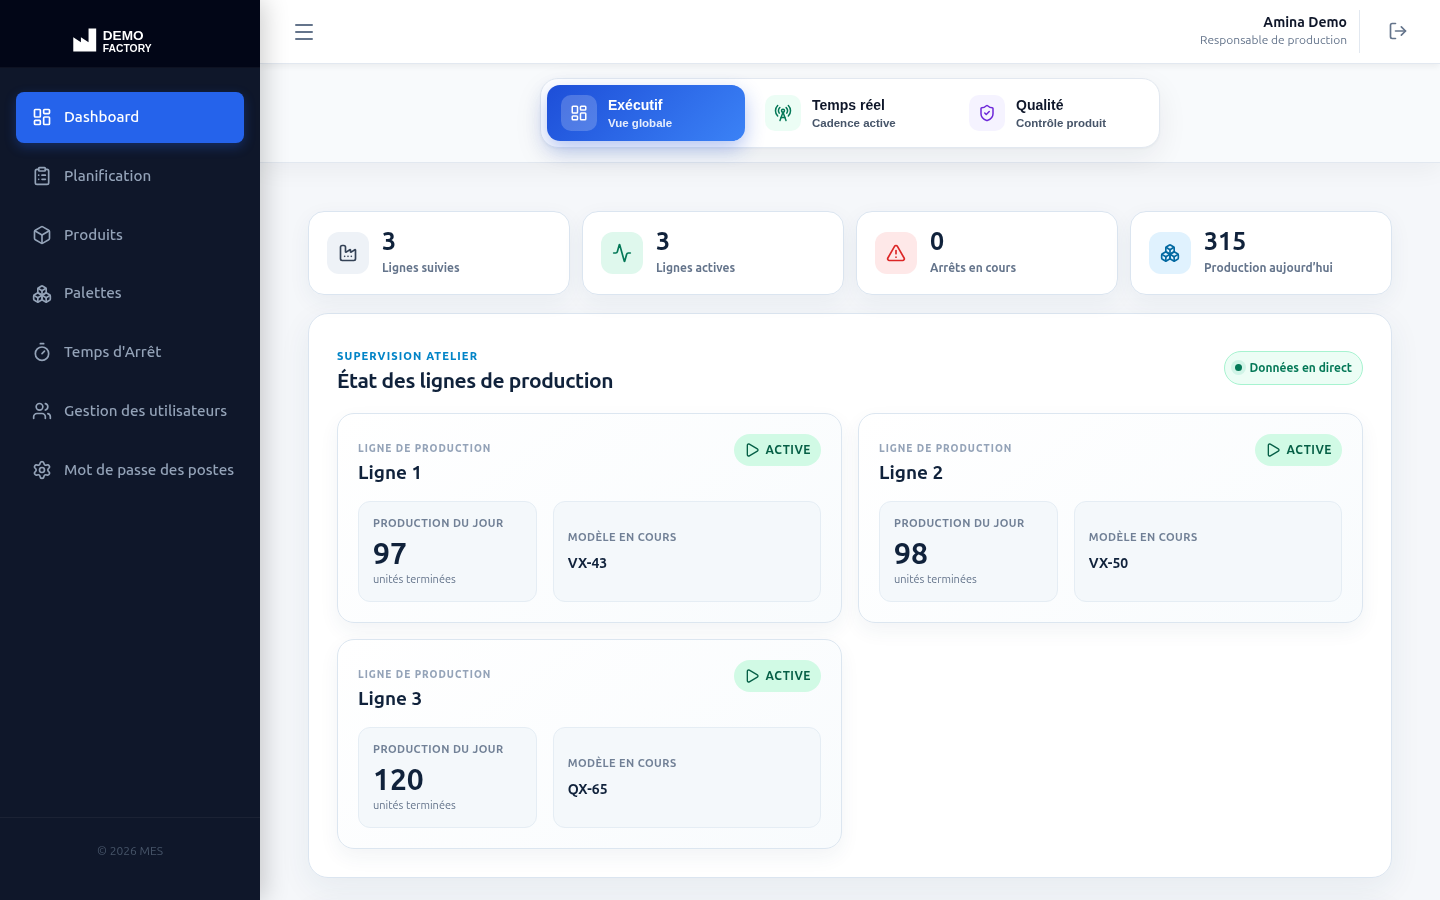 DEMO
FACTORY
Dashboard
Planification
Produits
Palettes
Temps d'Arrêt
Gestion des utilisateurs
Mot de passe des postes
© 2026 MES
Amina Demo
Responsable de production
Exécutif
Vue globale
Temps réel
Cadence active
Qualité
Contrôle produit
3
Lignes suivies
3
Lignes actives
0
Arrêts en cours
315
Production aujourd’hui
SUPERVISION ATELIER
État des lignes de production
Données en direct
LIGNE DE PRODUCTION
Ligne 1
ACTIVE
PRODUCTION DU JOUR
97
unités terminées
MODÈLE EN COURS
VX-43
LIGNE DE PRODUCTION
Ligne 2
ACTIVE
PRODUCTION DU JOUR
98
unités terminées
MODÈLE EN COURS
VX-50
LIGNE DE PRODUCTION
Ligne 3
ACTIVE
PRODUCTION DU JOUR
120
unités terminées
MODÈLE EN COURS
QX-65